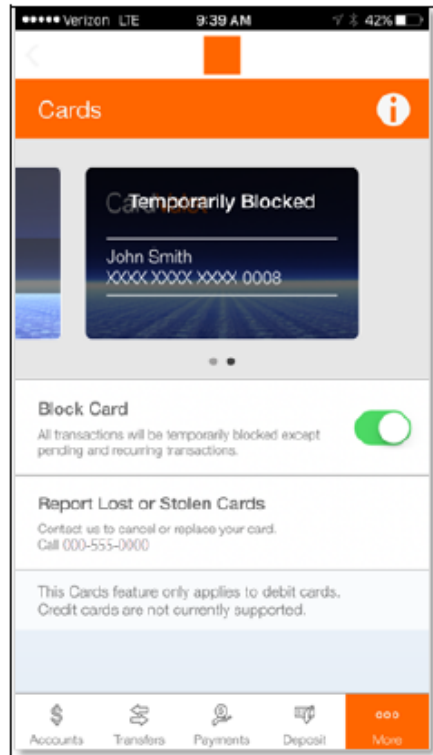 Verizon LTE 9:39 AM 42%
Cards
CardValet
Temporarily Blocked
John Smith
XXXX XXXX XXXX 0008
Block Card
All transactions will be temporarily blocked except
pending and recurring transactions.
Report Lost or Stolen Cards
Contact us to cancel or replace your card.
Call 000-555-0000
This Cards feature only applies to debit cards.
Credit cards are not currently supported.
Accounts Transfers Payments Deposit More